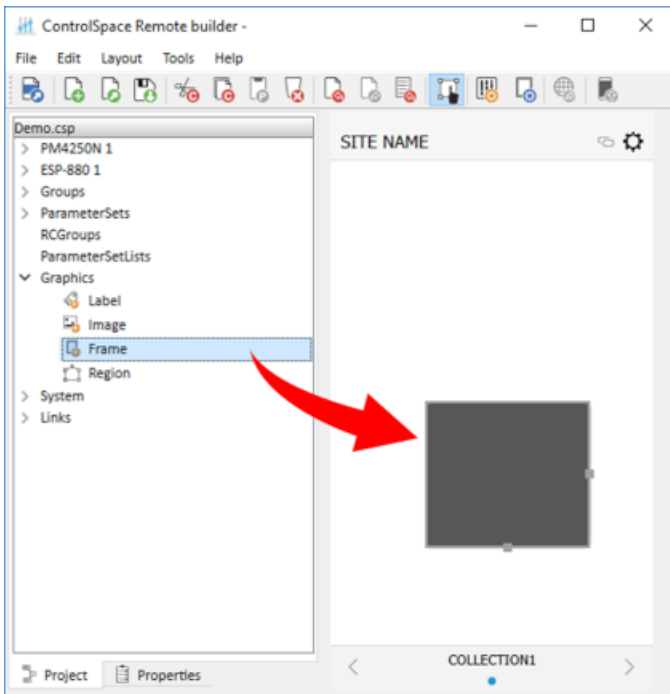 ControlSpace Remote builder -
File Edit Layout Tools Help
Demo.csp
PM4250N 1
ESP-880 1
Groups
ParameterSets
RCGroups
ParameterSetLists
Graphics
Label
Image
Frame
Region
System
Links
Project Properties
SITE NAME
COLLECTION1